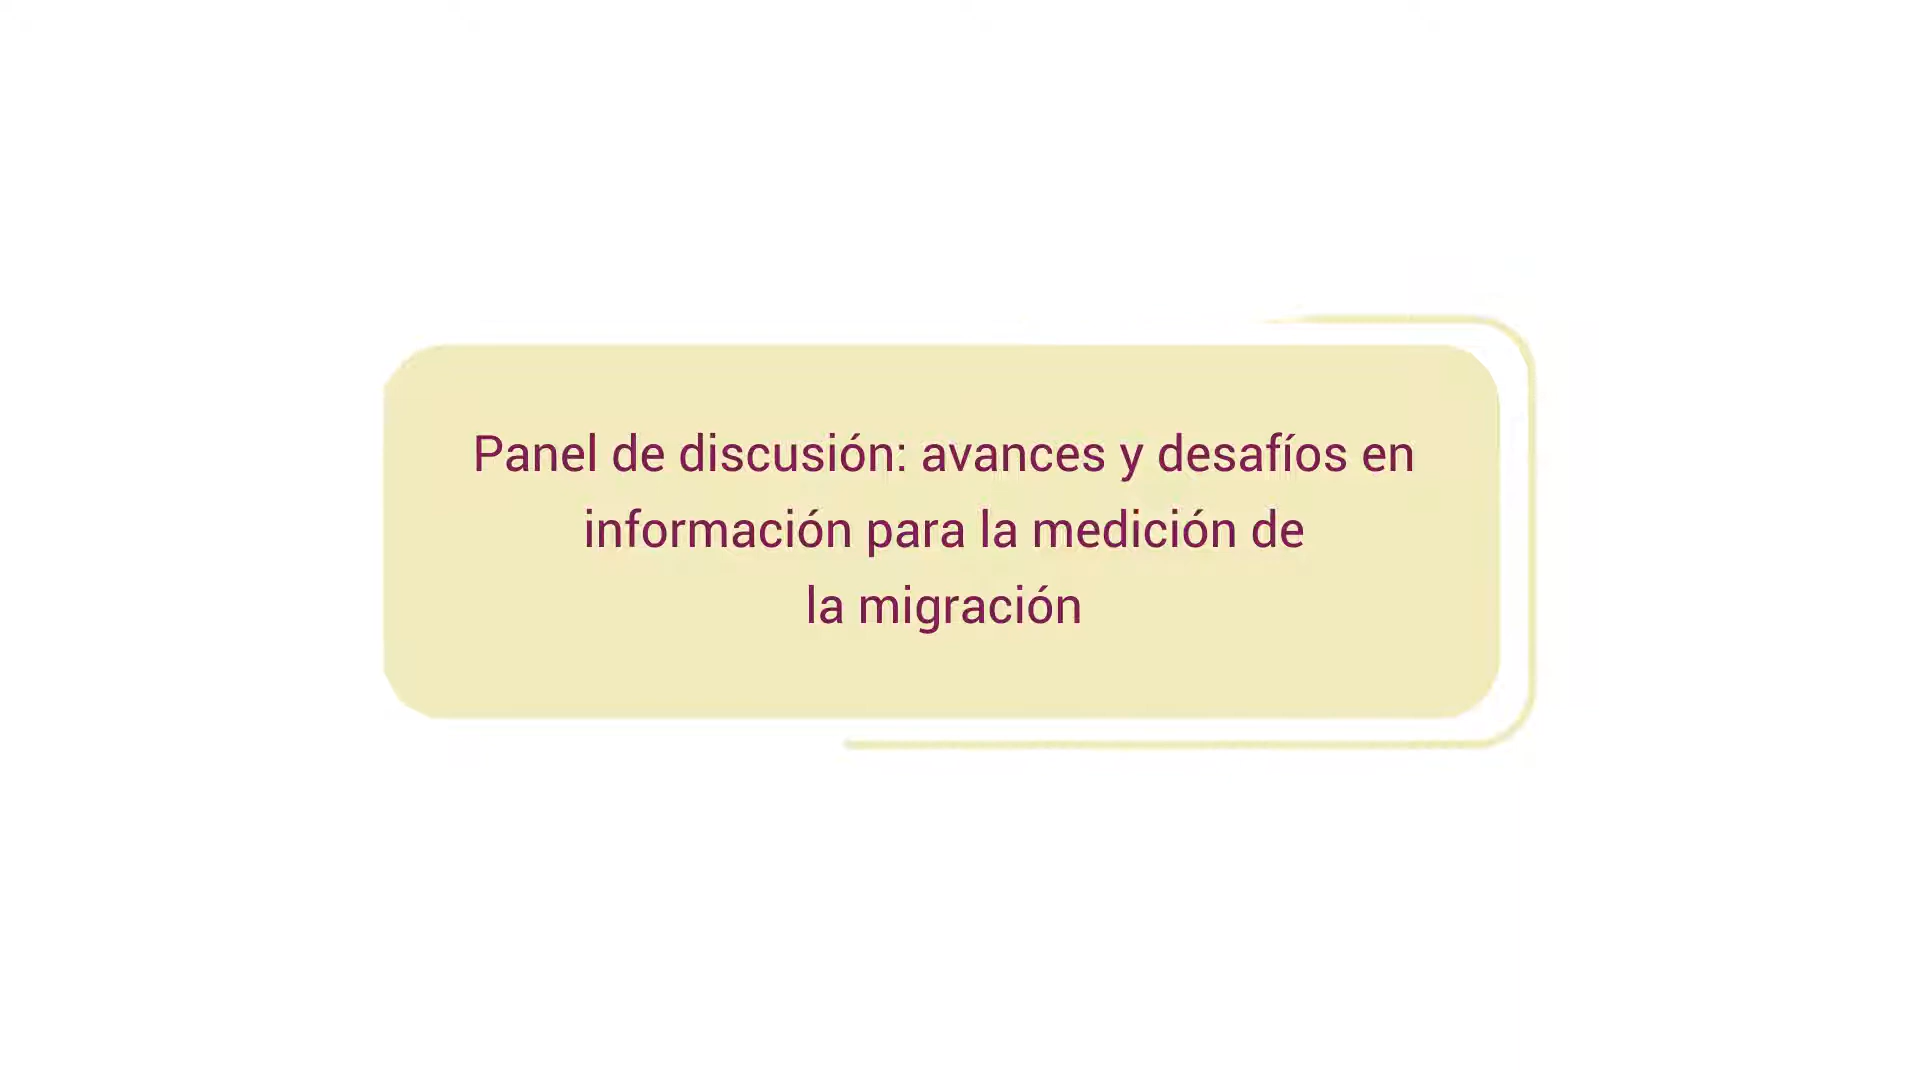 Panel de discusión: avances y desafíos en
información para la medición de
la migración